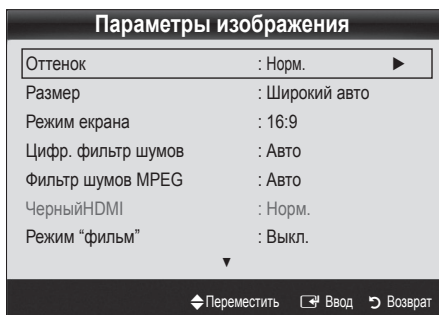 Параметры изображения
Оттенок : Норм. ►
Размер : Широкий авто
Режим екрана : 16:9
Цифр. фильтр шумов : Авто
Фильтр шумов MPEG : Авто
ЧерныйHDMI : Норм.
Режим “фильм” : Выкл.
▼
Переместить Ввод Возврат